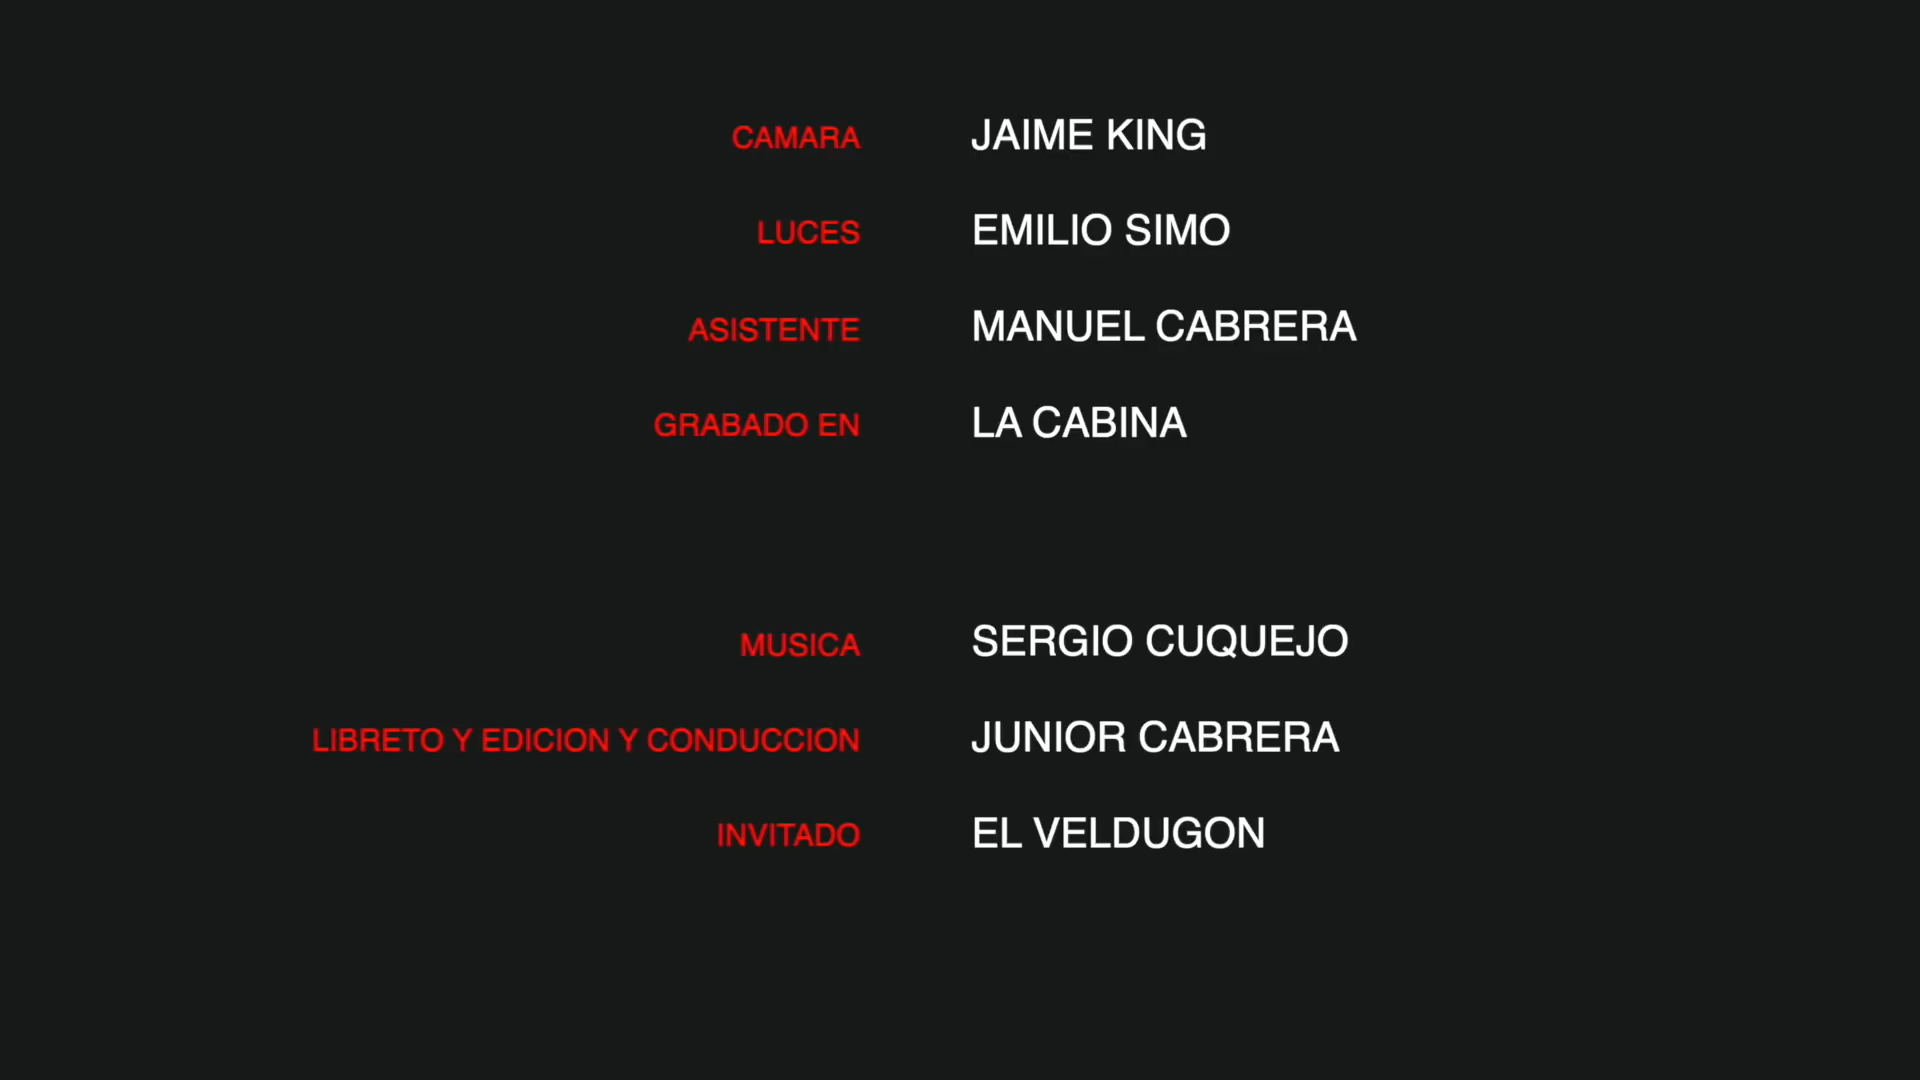 CAMARA JAIME KING
LUCES EMILIO SIMO
ASISTENTE MANUEL CABRERA
GRABADO EN LA CABINA
MUSICA SERGIO CUQUEJO
LIBRETO Y EDICION Y CONDUCCION JUNIOR CABRERA
INVITADO EL VELDUGON